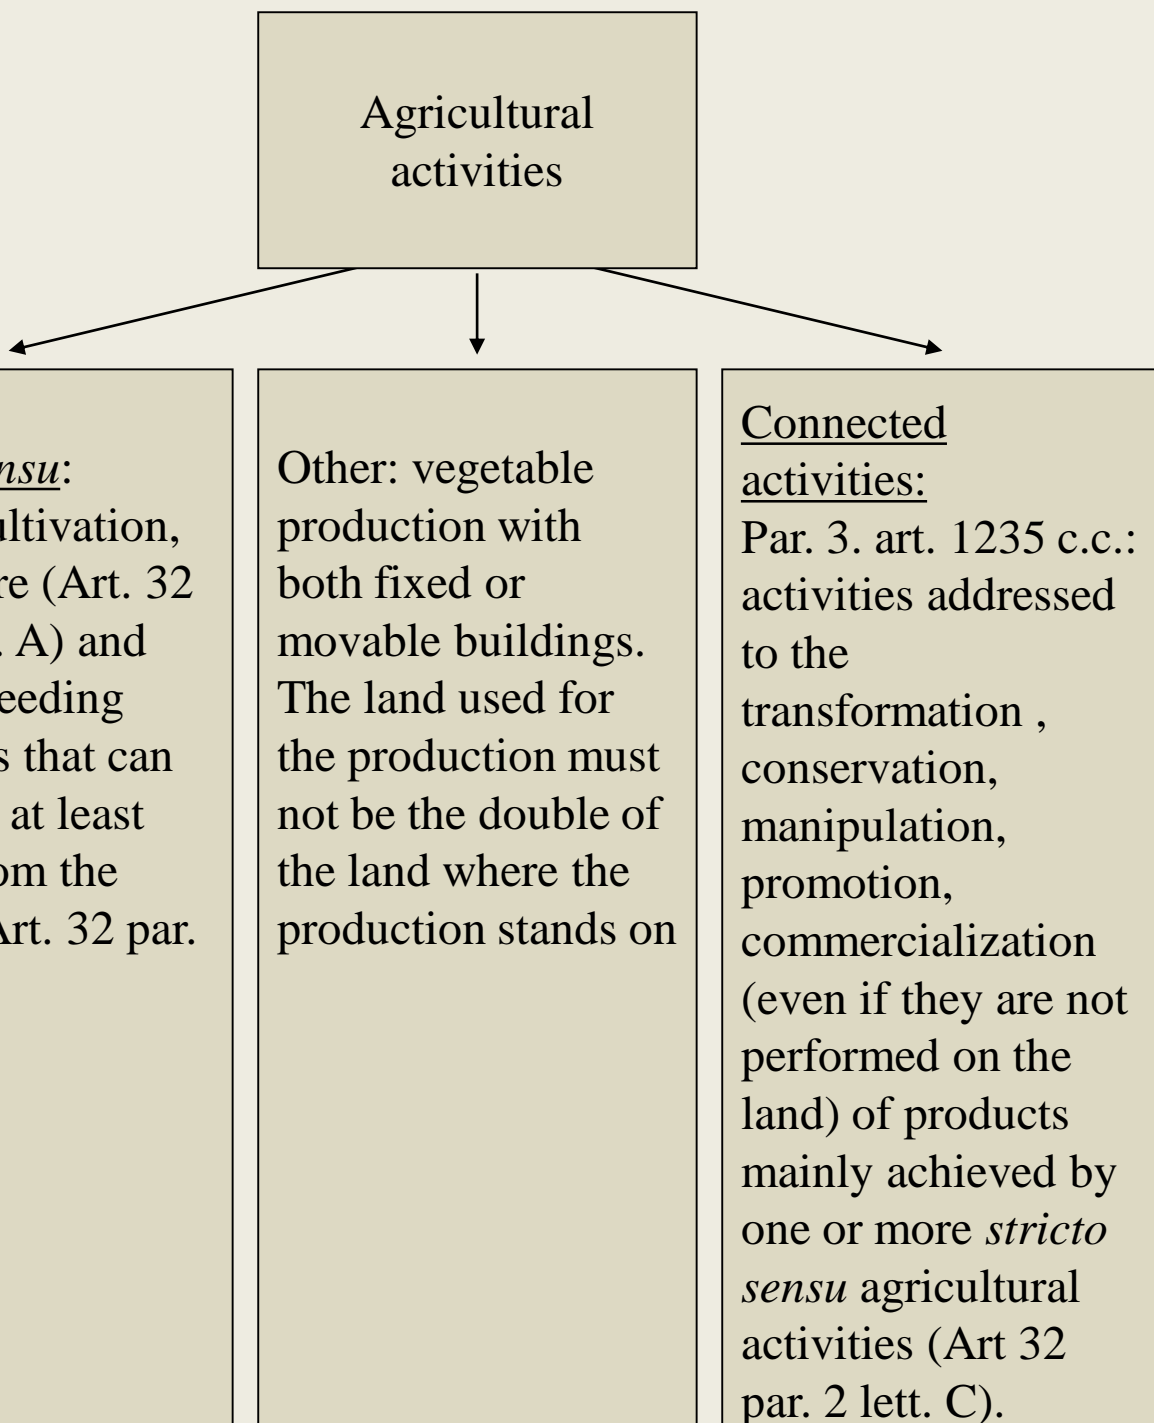 Agricultural
activities
nsu:
ultivation,
re (Art. 32
. A) and
eeding
s that can
at least
om the
Art. 32 par.
Other: vegetable
production with
both fixed or
movable buildings.
The land used for
the production must
not be the double of
the land where the
production stands on
Connected
activities:
Par. 3. art. 1235 c.c.:
activities addressed
to the
transformation ,
conservation,
manipulation,
promotion,
commercialization
(even if they are not
performed on the
land) of products
mainly achieved by
one or more stricto
sensu agricultural
activities (Art 32
par. 2 lett. C).